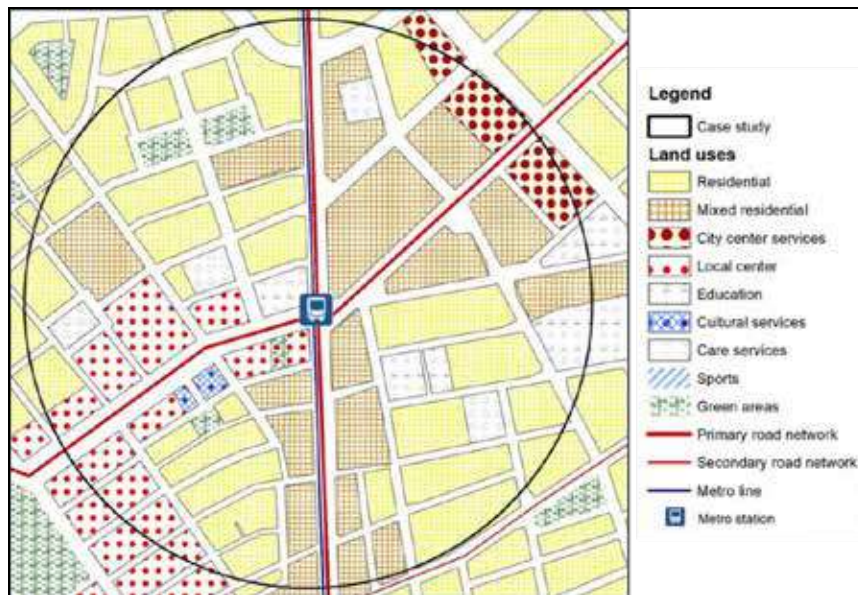 Legend
Case study
Land uses
Residential
Mixed residential
City center services
Local center
Education
Cultural services
Care services
Sports
Green areas
Primary road network
Secondary road network
Metro line
Metro station